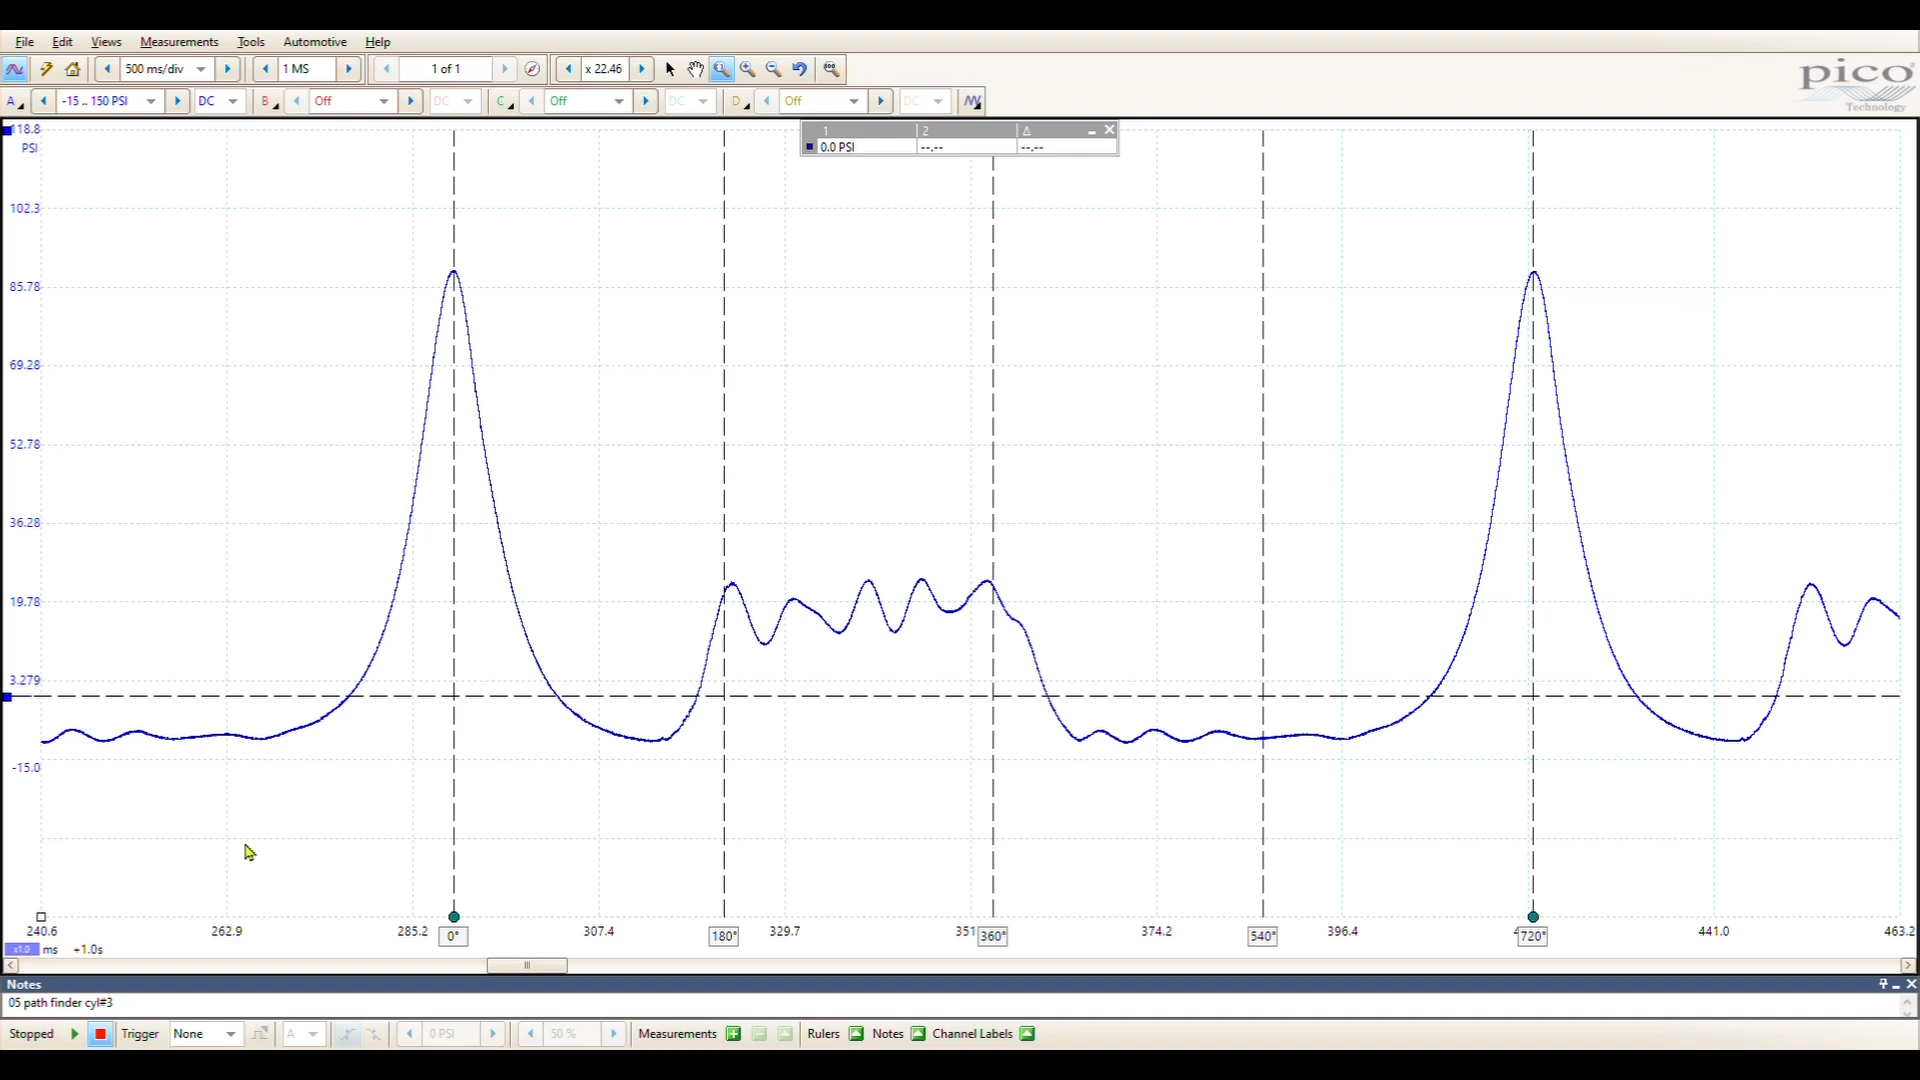 File Edit Views Measurements Tools Automotive Help
500 ms/div 1 MS 1 of 1 x 22.46
A -15 .. 150 PSI DC B Off DC C Off DC D Off DC
pico
Technology
1 2 Δ
0.0 PSI --.-- --.--
118.8
PSI
102.3
85.78
69.28
52.78
36.28
19.78
3.279
-15.0
240.6 262.9 285.2 307.4 329.7 351 374.2 396.4 441.0 463.2
0° 180° 360° 540° 720°
x1.0 ms +1.0s
Notes
05 path finder cyl#3
Stopped Trigger None A 0 PSI 50 % Measurements Rulers Notes Channel Labels